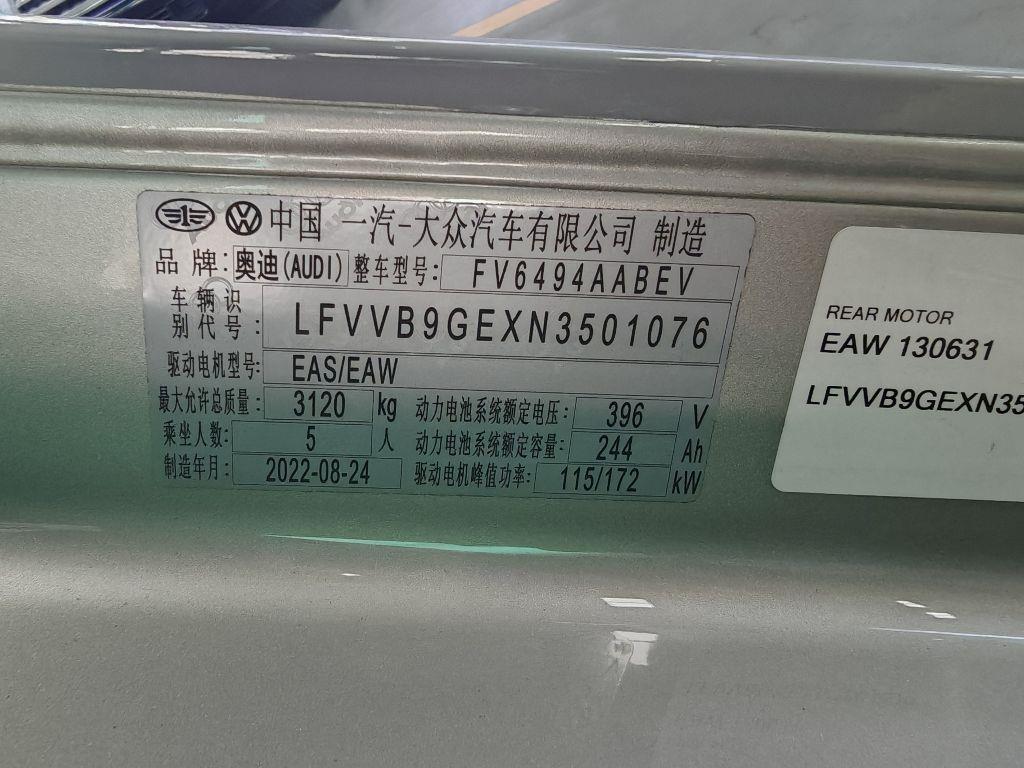 中国 一汽-大众汽车有限公司 制造
品牌: 奥迪(AUDI) 整车型号: FV6494AABEV
车辆识别代号: LFVVB9GEXN3501076
驱动电机型号: EAS/EAW
最大允许总质量: 3120 kg 动力电池系统额定电压: 396 V
乘坐人数: 5 人 动力电池系统额定容量: 244 Ah
制造年月: 2022-08-24 驱动电机峰值功率: 115/172 kW
REAR MOTOR
EAW 130631
LFVVB9GEXN35